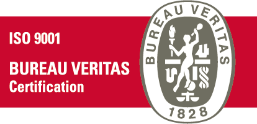 ISO 9001
BUREAU VERITAS
Certification
BUREAU VERITAS
1828